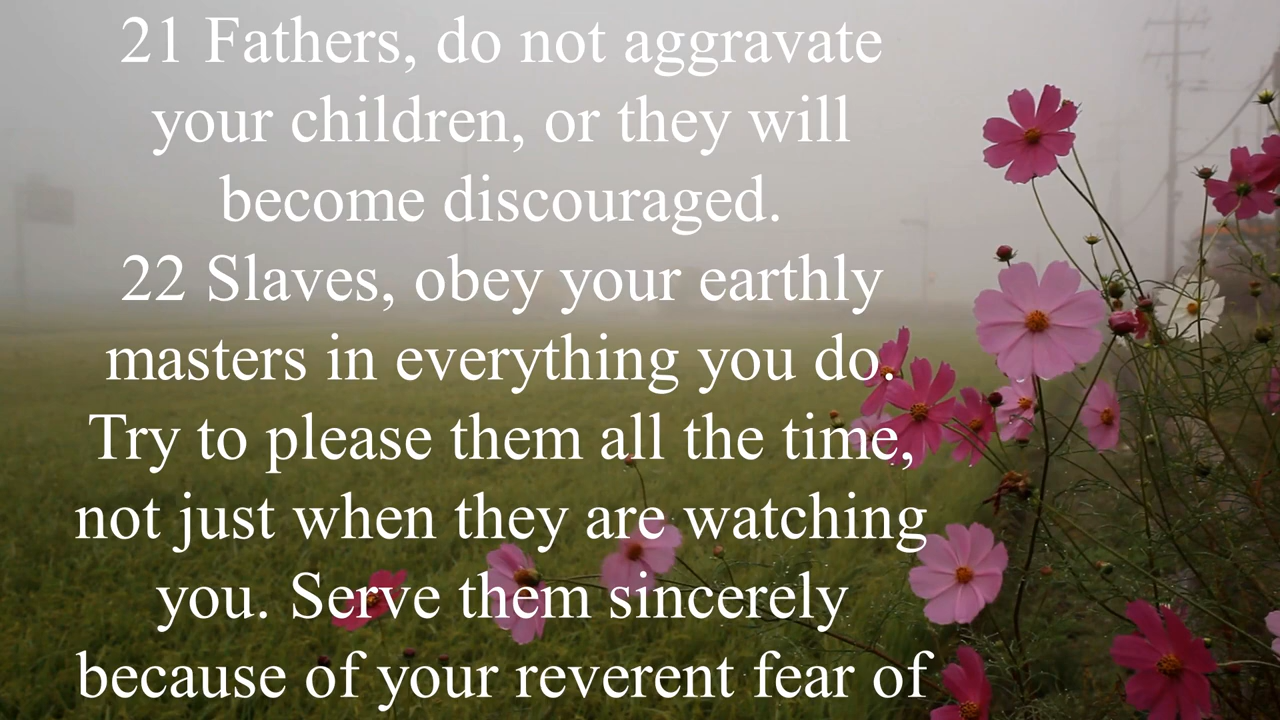 21 Fathers, do not aggravate
your children, or they will
become discouraged.
22 Slaves, obey your earthly
masters in everything you do.
Try to please them all the time,
not just when they are watching
you. Serve them sincerely
because of your reverent fear of